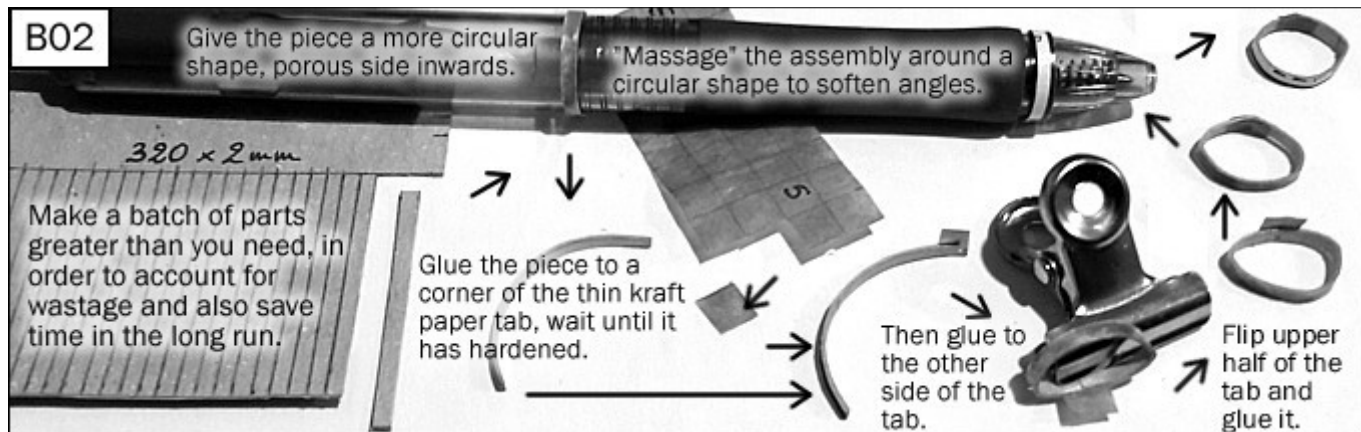 B02
Give the piece a more circular
shape, porous side inwards.
"Massage" the assembly around a
circular shape to soften angles.
320 x 2 mm
Make a batch of parts
greater than you need, in
order to account for
wastage and also save
time in the long run.
5
Glue the piece to a
corner of the thin kraft
paper tab, wait until it
has hardened.
Then glue to
the other
side of the
tab.
Flip upper
half of the
tab and
glue it.